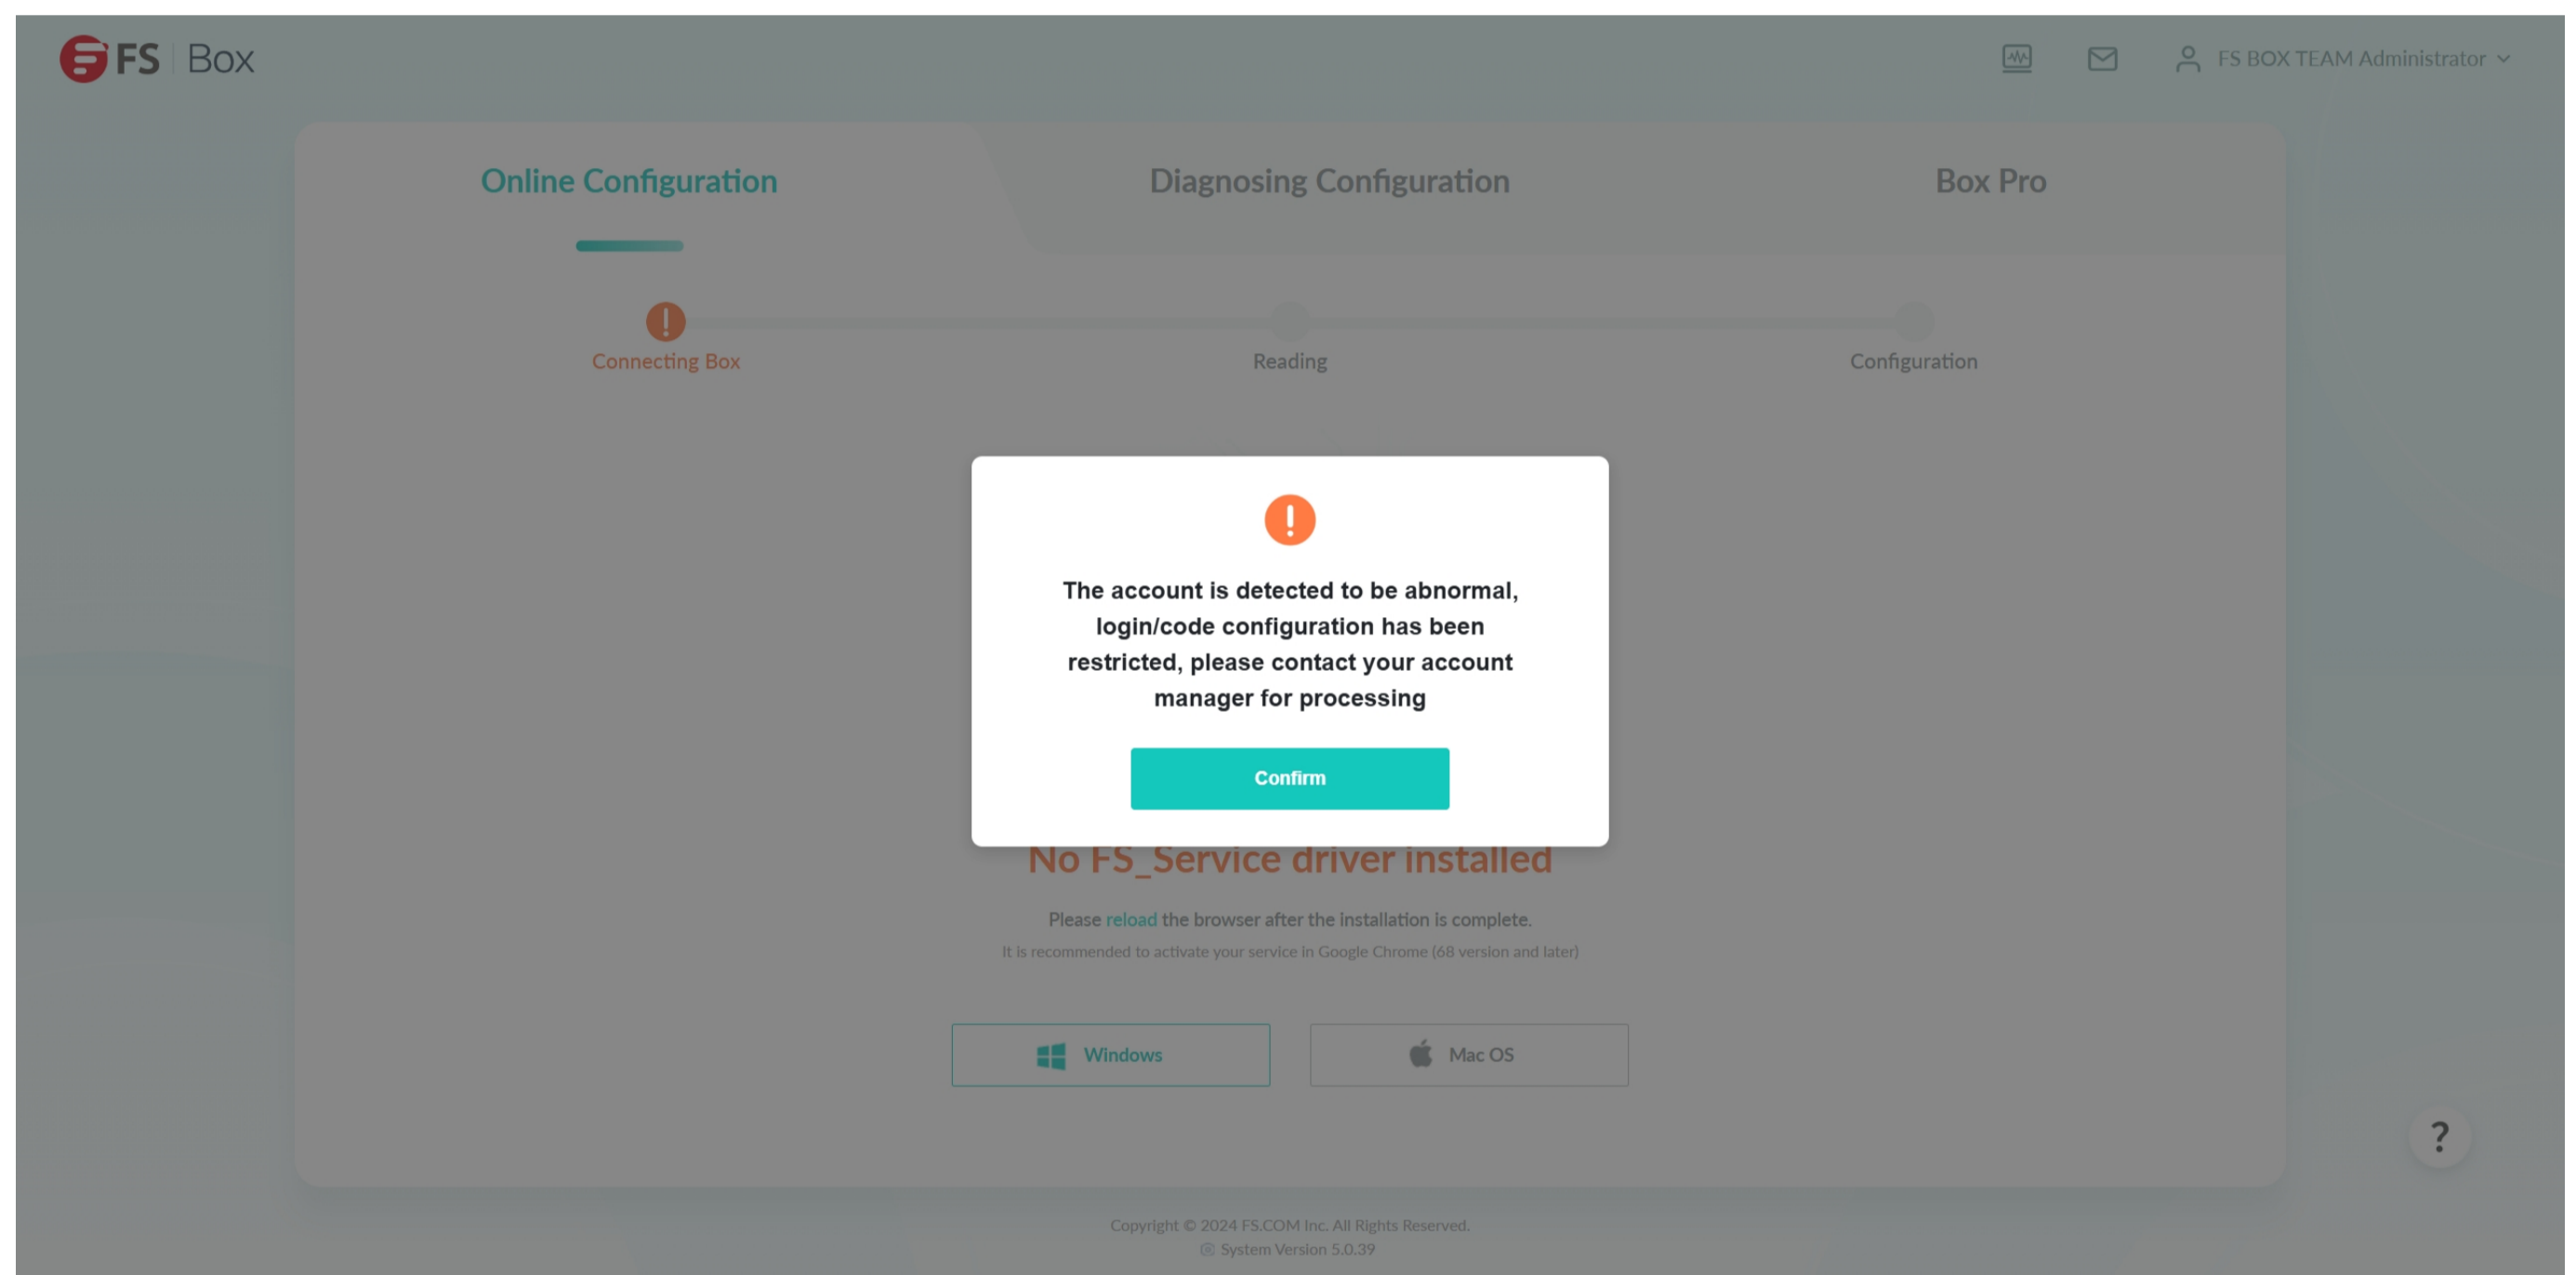 FS Box
FS BOX TEAM Administrator
Online Configuration
Diagnosing Configuration
Box Pro
Connecting Box
Reading
Configuration
The account is detected to be abnormal,
login/code configuration has been
restricted, please contact your account
manager for processing
Confirm
No FS_Service driver installed
Please reload the browser after the installation is complete.
It is recommended to activate your service in Google Chrome (68 version and later)
Windows
Mac OS
?
Copyright © 2024 FS.COM Inc. All Rights Reserved.
System Version 5.0.39